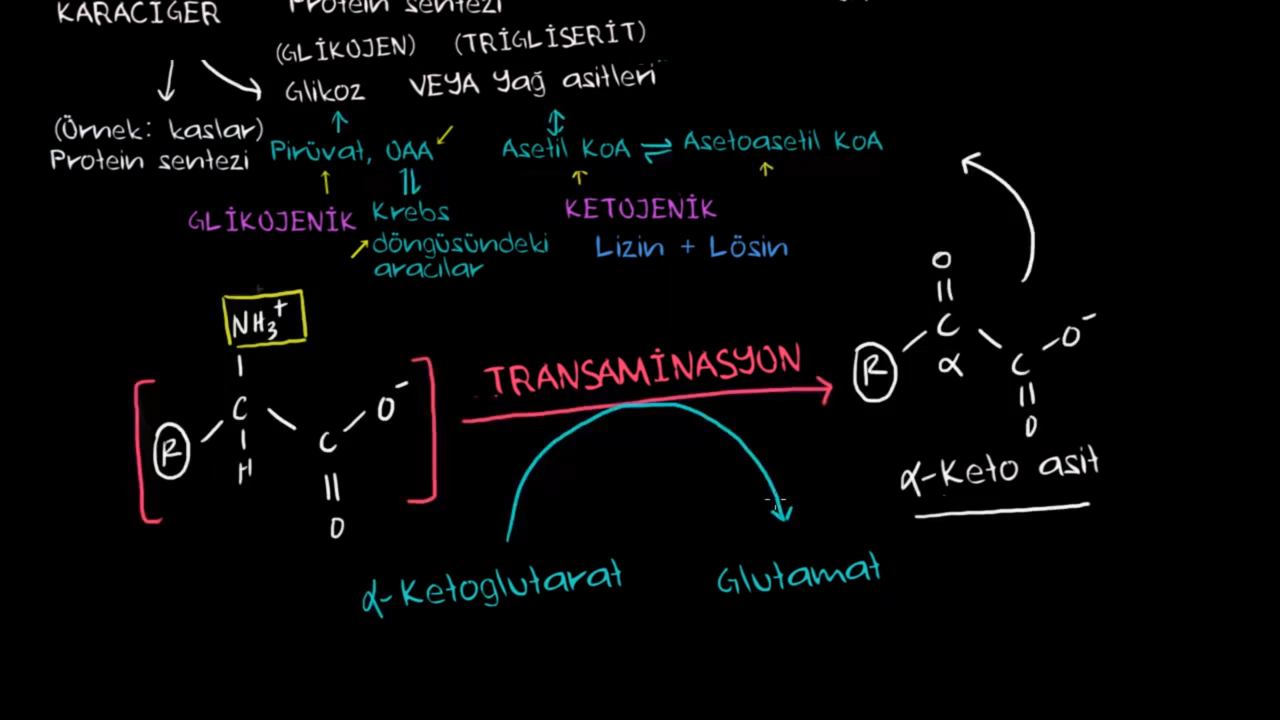 KARACİĞER
Protein sentezi
(GLİKOJEN) (TRİGLİSERİT)
Glikoz VEYA Yağ asitleri
(Örnek: kaslar)
Protein sentezi
Pirüvat, OAA
Asetil KOA ⇌ Asetoasetil KOA
GLİKOJENİK
Krebs
döngüsündeki
aracılar
KETOJENİK
Lizin + Lösin
NH3+
R C H C O O-
TRANSAMİNASYON
O
R C α C O- O
α-Keto asit
α-Ketoglutarat
Glutamat